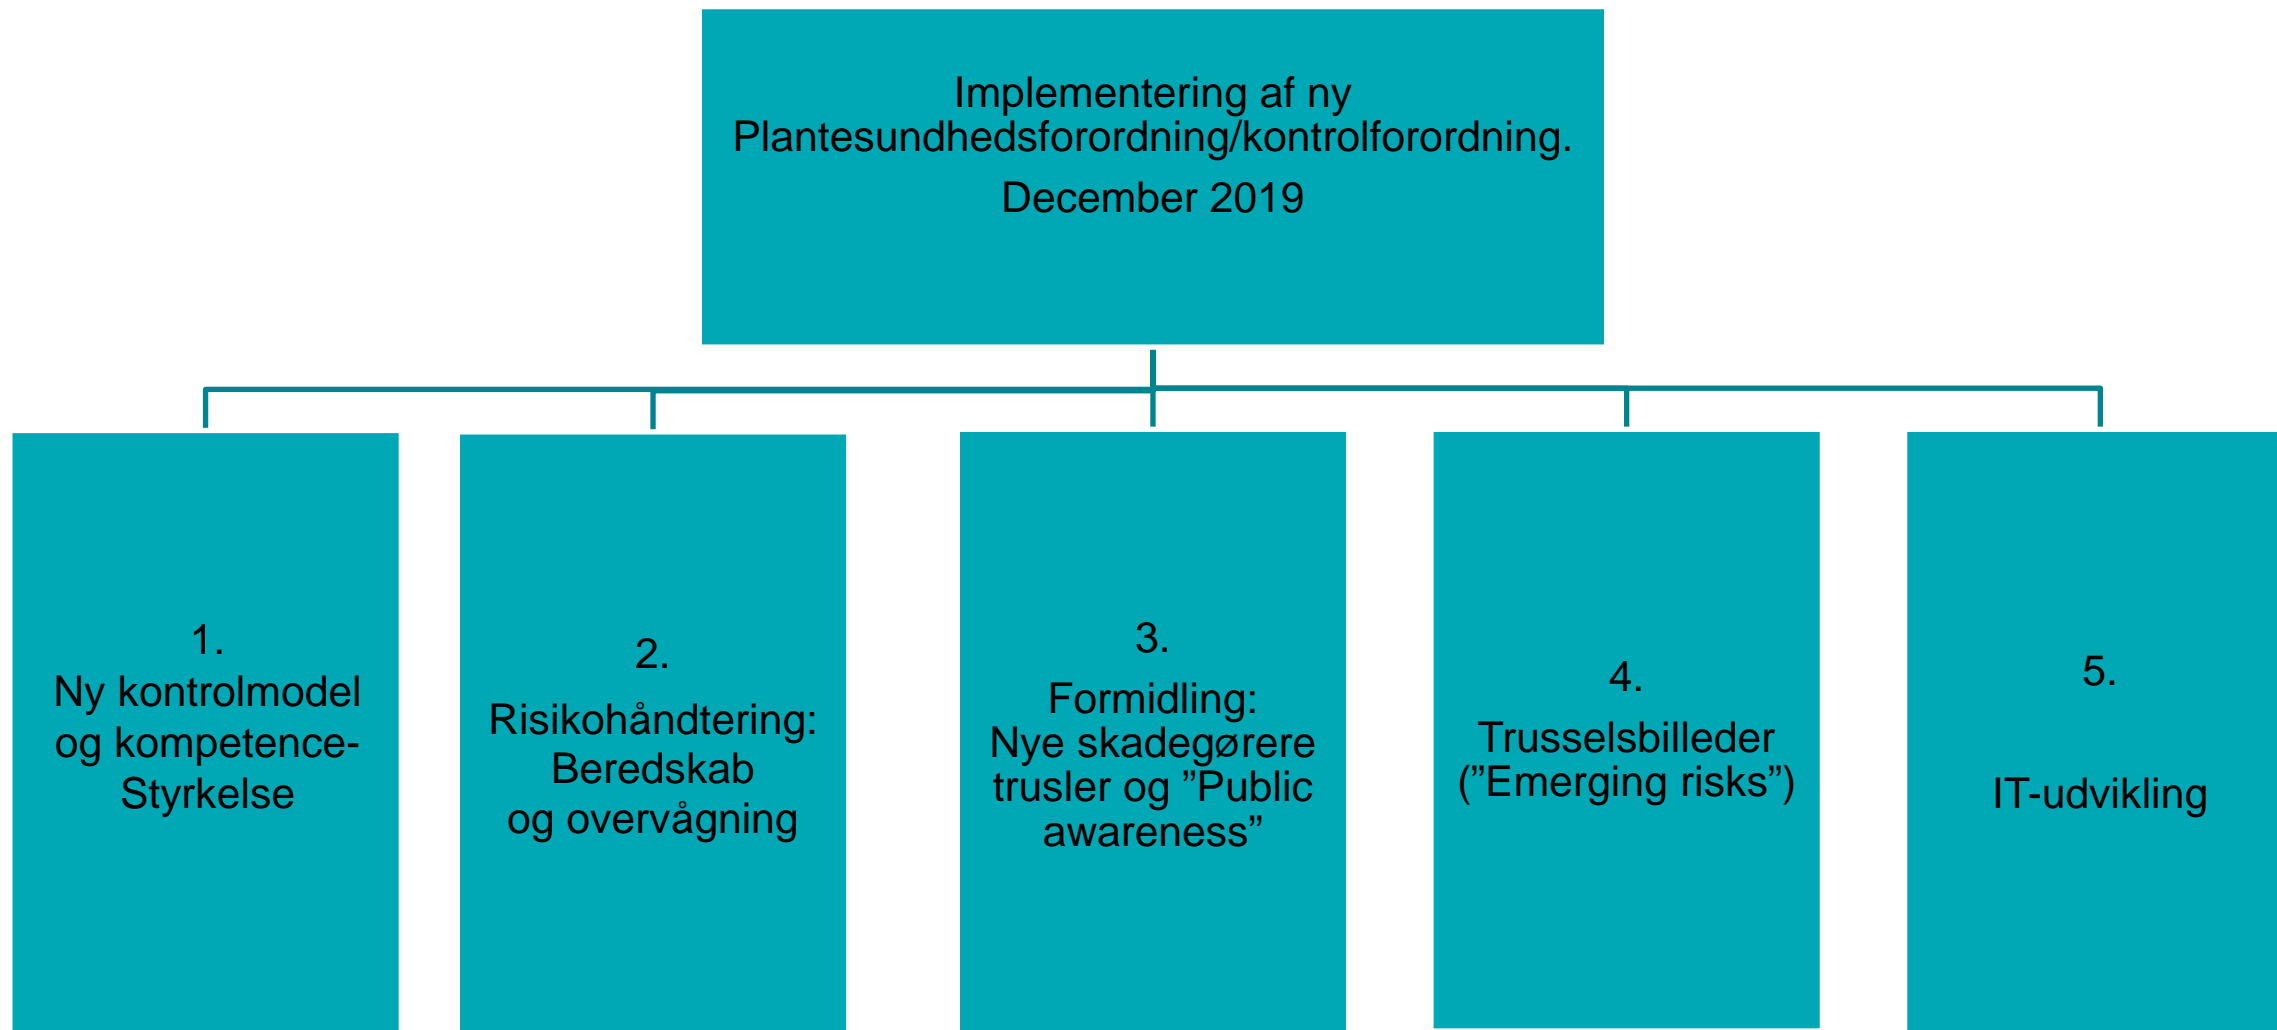 Implementering af ny
Plantesundhedsforordning/kontrolforordning.
December 2019
1.
Ny kontrolmodel
og kompetence-
Styrkelse
2.
Risikohåndtering:
Beredskab
og overvågning
3.
Formidling:
Nye skadegørere
trusler og ”Public
awareness”
4.
Trusselsbilleder
(”Emerging risks”)
5.
IT-udvikling